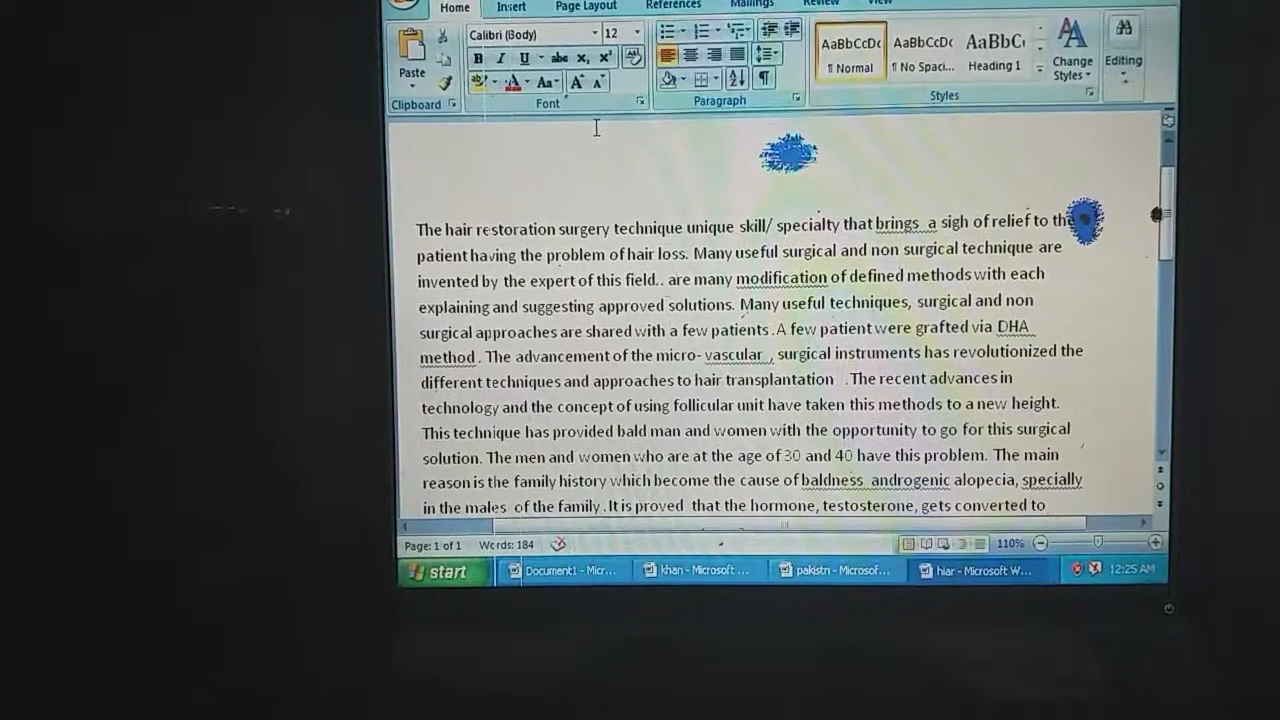 Home Insert Page Layout References Mailings Review View
Calibri (Body) 12
AaBbCcDc AaBbCcDc AaBbC
Paste
¶ Normal ¶ No Spaci... Heading 1
Change Styles
Editing
Clipboard Font Paragraph Styles
The hair restoration surgery technique unique skill/ specialty that brings a sigh of relief to the
patient having the problem of hair loss. Many useful surgical and non surgical technique are
invented by the expert of this field.. are many modification of defined methods with each
explaining and suggesting approved solutions. Many useful techniques, surgical and non
surgical approaches are shared with a few patients .A few patient were grafted via DHA
method. The advancement of the micro- vascular , surgical instruments has revolutionized the
different techniques and approaches to hair transplantation .The recent advances in
technology and the concept of using follicular unit have taken this methods to a new height.
This technique has provided bald man and women with the opportunity to go for this surgical
solution. The men and women who are at the age of 30 and 40 have this problem. The main
reason is the family history which become the cause of baldness androgenic alopecia, specially
in the males of the family .It is proved that the hormone, testosterone, gets converted to
Page: 1 of 1 Words: 184 110%
start Document1 - Micr... khan - Microsoft ... pakistn - Microsof... hiar - Microsoft W... 12:25 AM